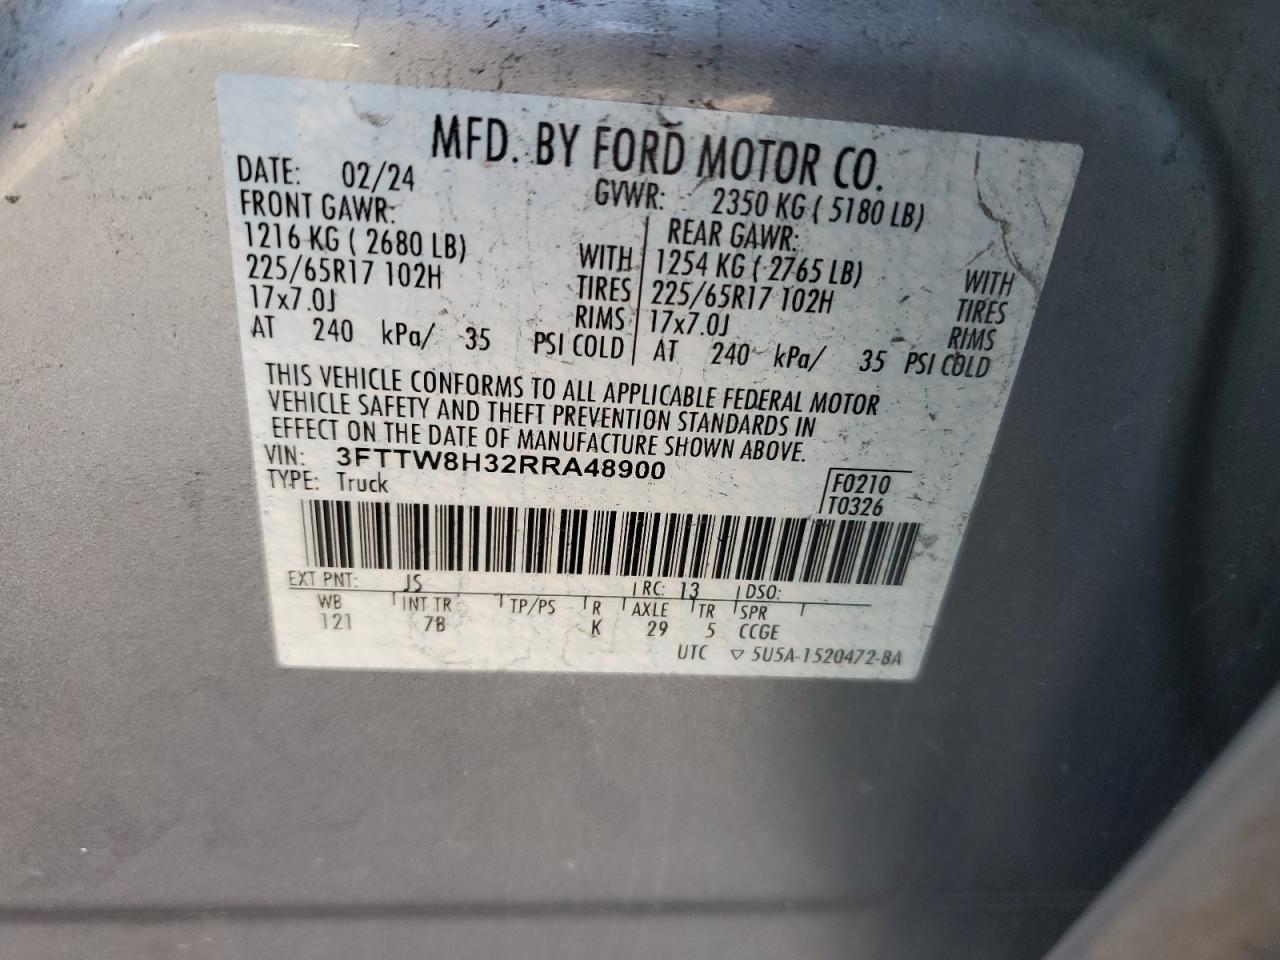 MFD. BY FORD MOTOR CO.
DATE: 02/24 GVWR: 2350 KG ( 5180 LB)
FRONT GAWR: REAR GAWR:
1216 KG ( 2680 LB) WITH 1254 KG ( 2765 LB) WITH
225/65R17 102H TIRES 225/65R17 102H TIRES
17x7.0J RIMS 17x7.0J RIMS
AT 240 kPa/ 35 PSI COLD AT 240 kPa/ 35 PSI COLD
THIS VEHICLE CONFORMS TO ALL APPLICABLE FEDERAL MOTOR
VEHICLE SAFETY AND THEFT PREVENTION STANDARDS IN
EFFECT ON THE DATE OF MANUFACTURE SHOWN ABOVE.
VIN: 3FTTW8H32RRA48900
TYPE: Truck F0210
T0326
EXT PNT: JS RC: 13 DSO:
WB INT TR TP/PS R AXLE TR SPR
121 7B K 29 5 CCGE
UTC ▽ 5U5A-1520472-BA